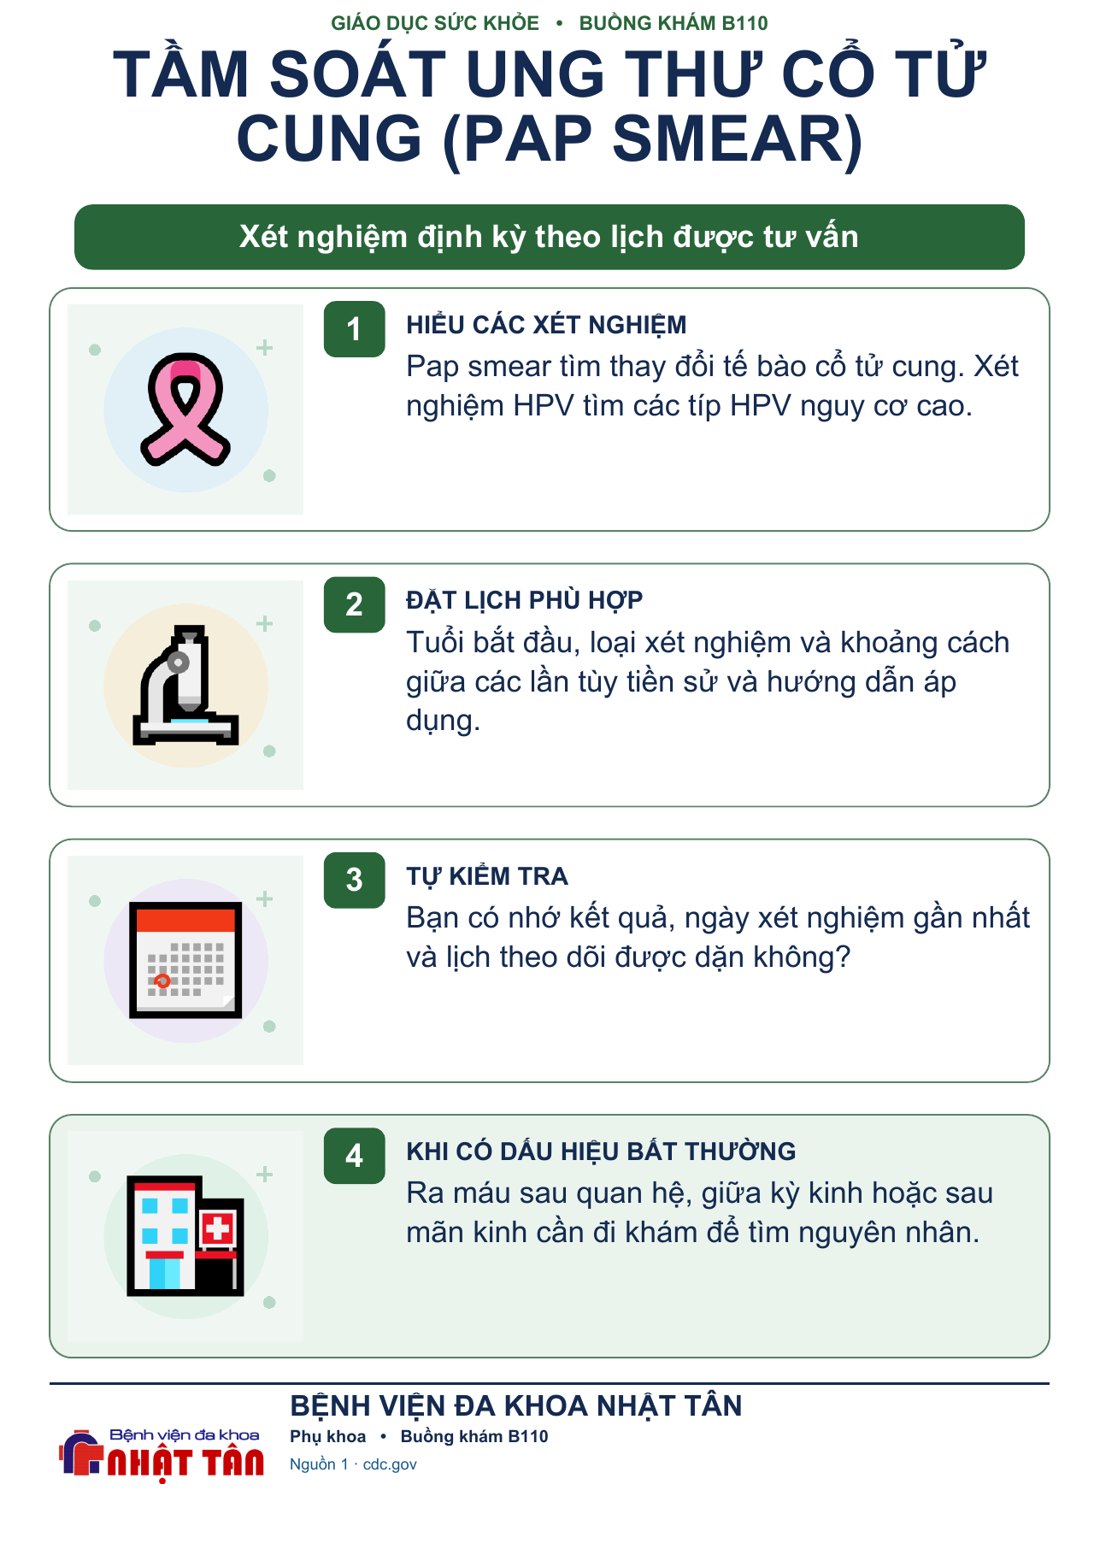 GIÁO DỤC SỨC KHỎE • BUỒNG KHÁM B110
TẦM SOÁT UNG THƯ CỔ TỬ
CUNG (PAP SMEAR)
Xét nghiệm định kỳ theo lịch được tư vấn
1
HIỂU CÁC XÉT NGHIỆM
Pap smear tìm thay đổi tế bào cổ tử cung. Xét
nghiệm HPV tìm các típ HPV nguy cơ cao.
2
ĐẶT LỊCH PHÙ HỢP
Tuổi bắt đầu, loại xét nghiệm và khoảng cách
giữa các lần tùy tiền sử và hướng dẫn áp
dụng.
3
TỰ KIỂM TRA
Bạn có nhớ kết quả, ngày xét nghiệm gần nhất
và lịch theo dõi được dặn không?
4
KHI CÓ DẤU HIỆU BẤT THƯỜNG
Ra máu sau quan hệ, giữa kỳ kinh hoặc sau
mãn kinh cần đi khám để tìm nguyên nhân.
BỆNH VIỆN ĐA KHOA NHẬT TÂN
Phụ khoa • Buồng khám B110
Nguồn 1 · cdc.gov
Bệnh viện đa khoa
NHẬT TÂN